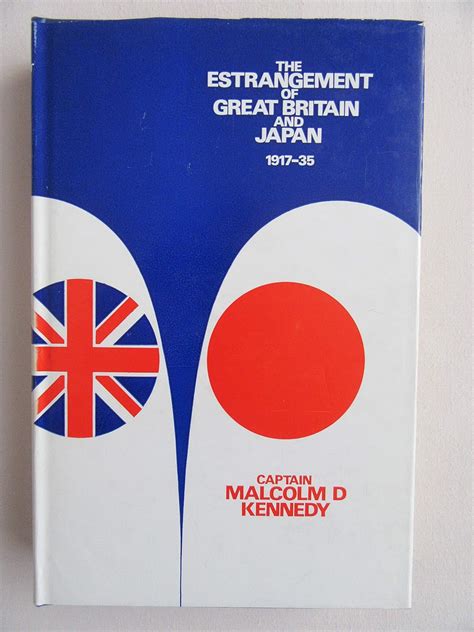 THE
ESTRANGEMENT
OF
GREAT BRITAIN
AND
JAPAN
1917-35
CAPTAIN
MALCOLM D
KENNEDY